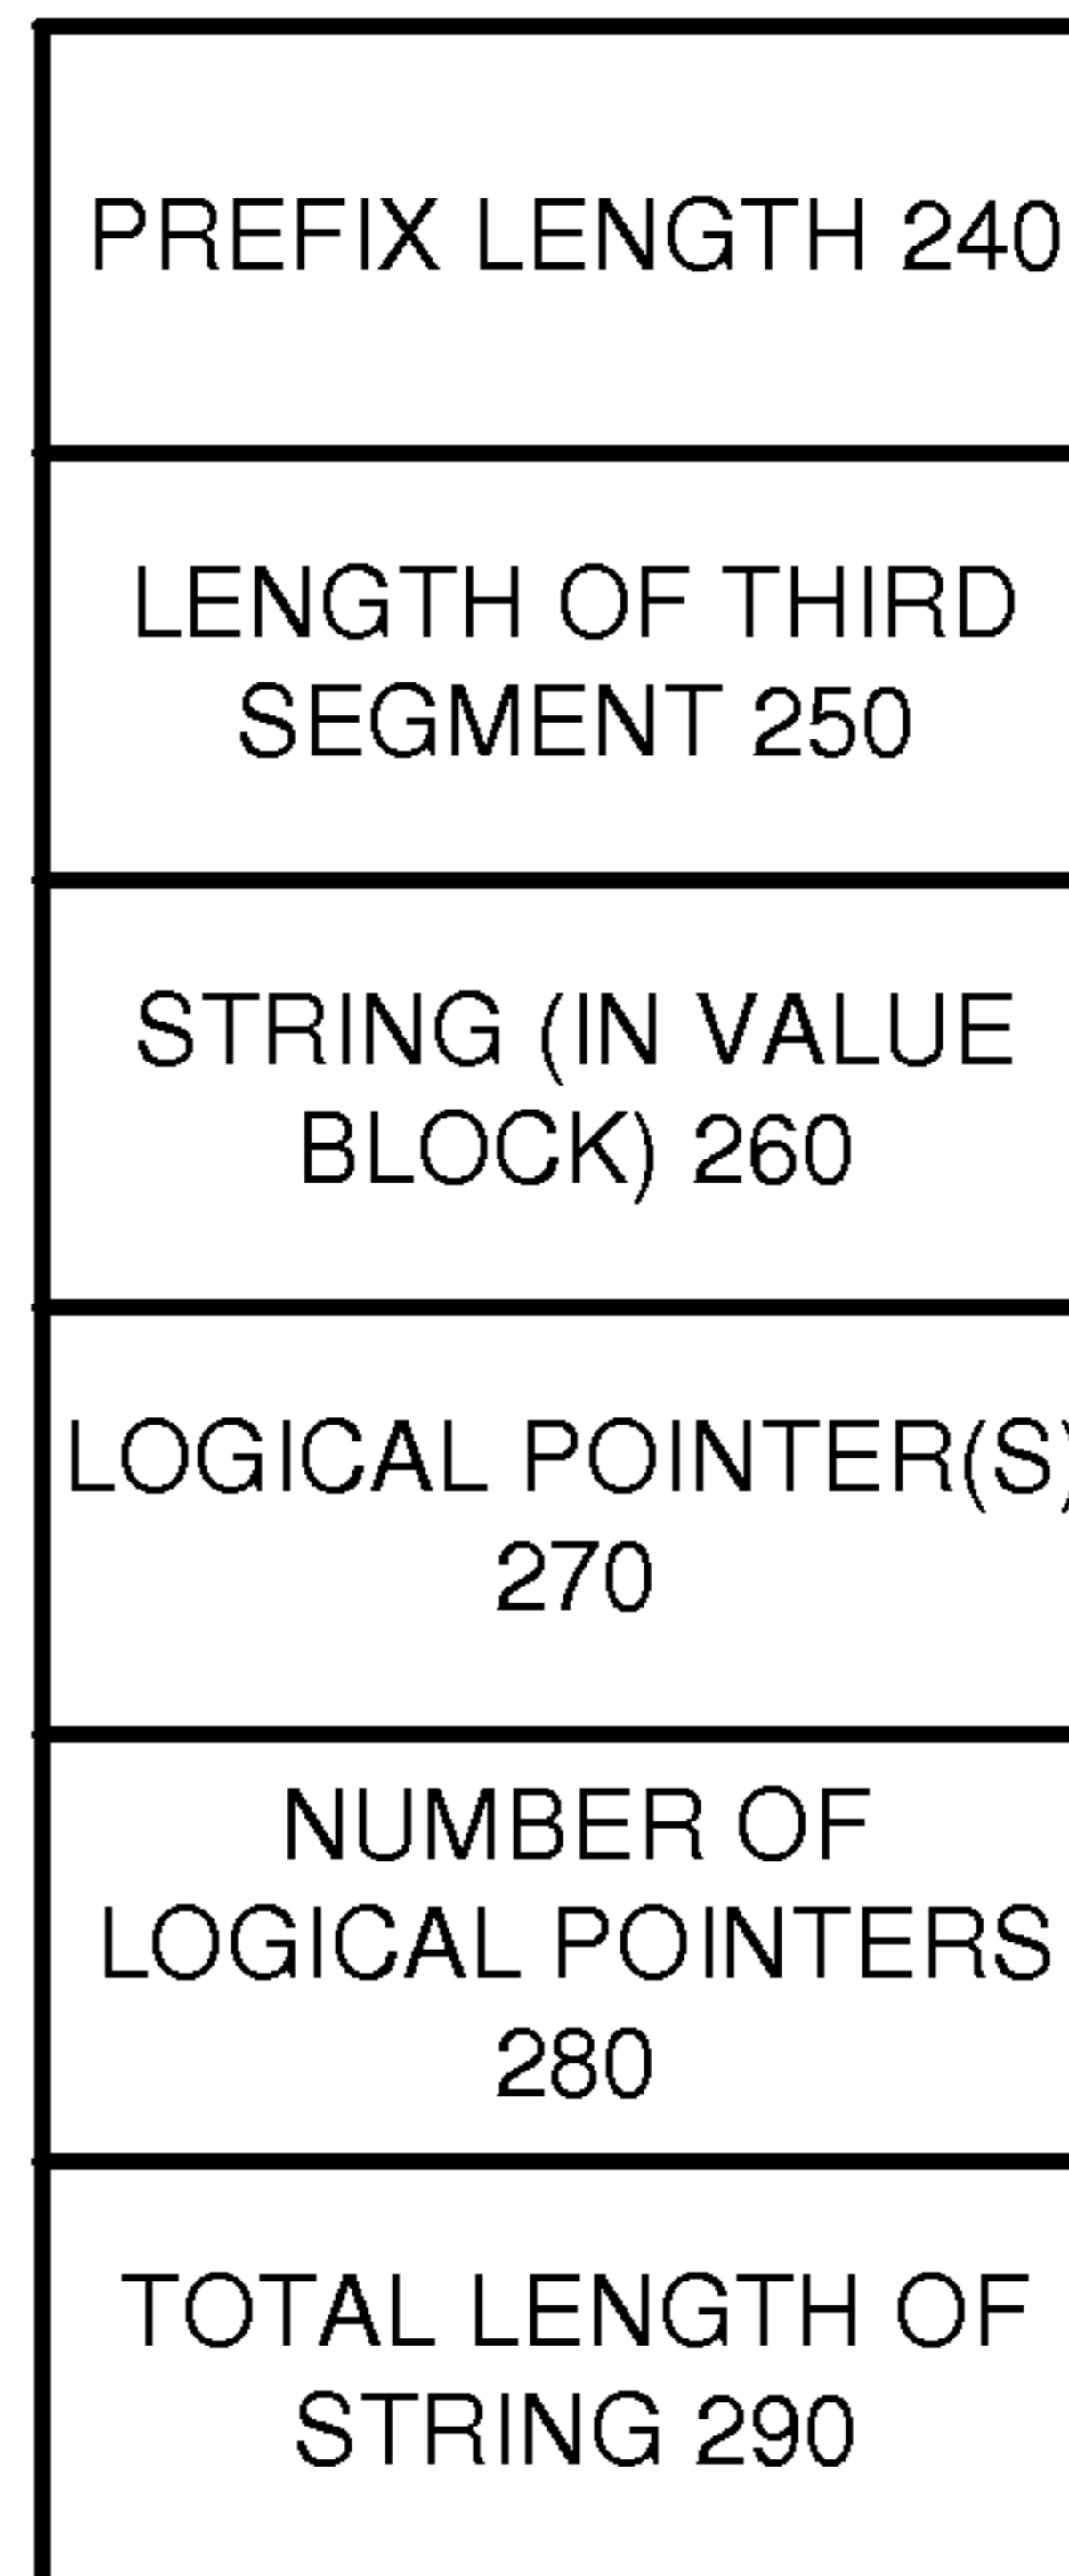 PREFIX LENGTH 240
LENGTH OF THIRD
SEGMENT 250
STRING (IN VALUE
BLOCK) 260
LOGICAL POINTER(S)
270
NUMBER OF
LOGICAL POINTERS
280
TOTAL LENGTH OF
STRING 290